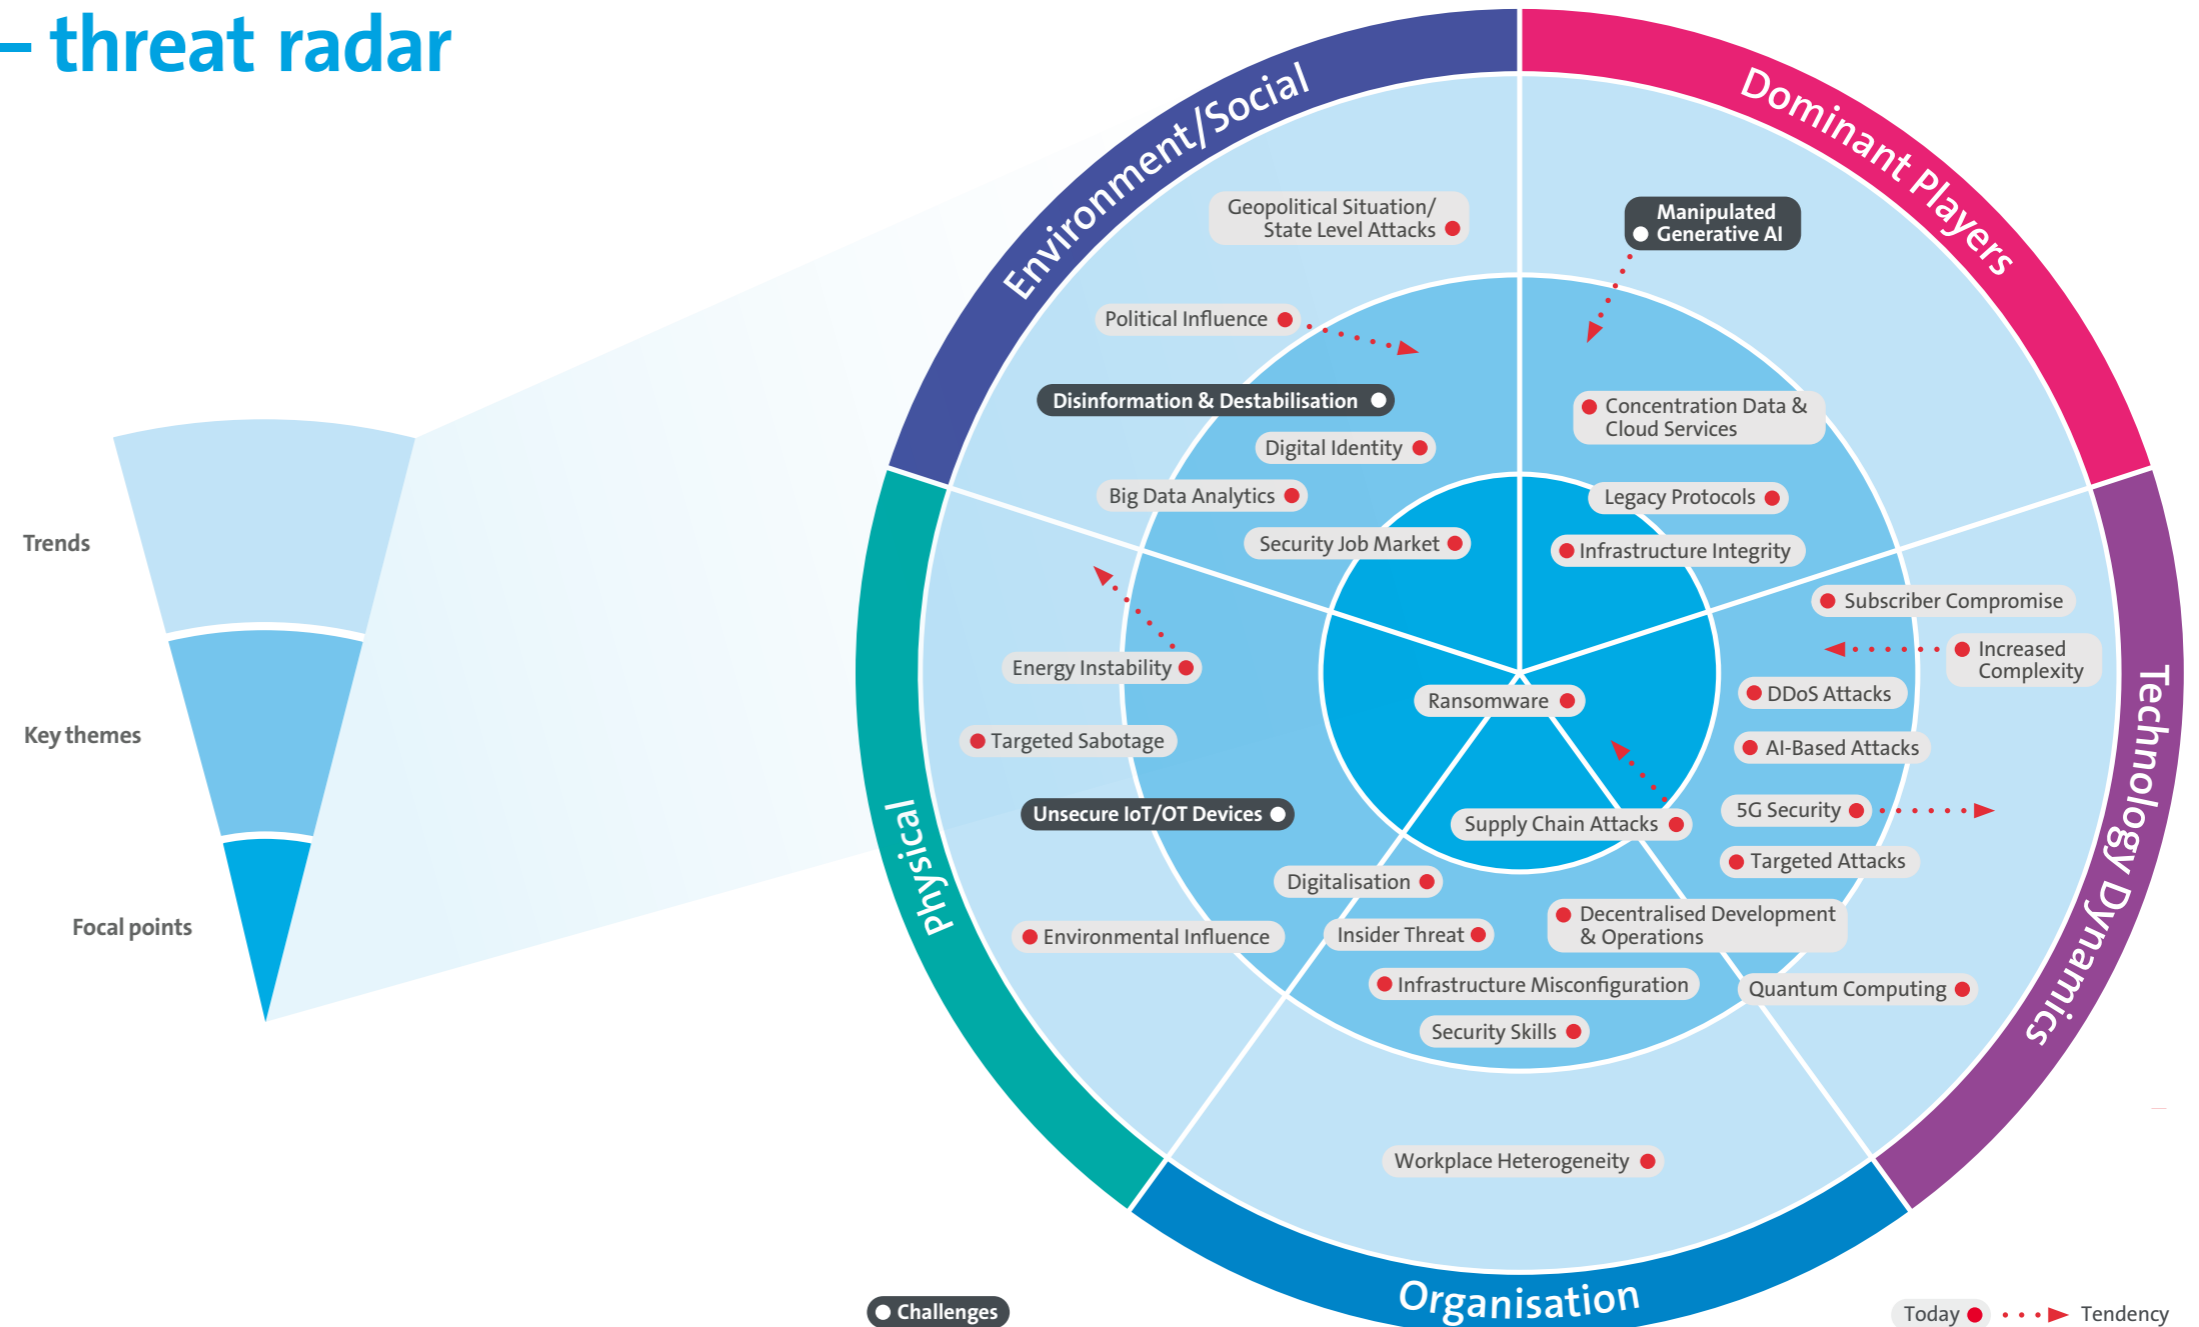 – threat radar
Trends
Key themes
Focal points
Environment/Social
Dominant Players
Technology Dynamics
Organisation
Physical
Geopolitical Situation/
State Level Attacks
Political Influence
Disinformation & Destabilisation
Digital Identity
Big Data Analytics
Security Job Market
Manipulated
Generative AI
Concentration Data &
Cloud Services
Legacy Protocols
Infrastructure Integrity
Subscriber Compromise
Increased
Complexity
DDoS Attacks
AI-Based Attacks
5G Security
Targeted Attacks
Quantum Computing
Ransomware
Supply Chain Attacks
Energy Instability
Targeted Sabotage
Unsecure IoT/OT Devices
Environmental Influence
Digitalisation
Insider Threat
Decentralised Development
& Operations
Infrastructure Misconfiguration
Security Skills
Workplace Heterogeneity
Challenges
Today
Tendency